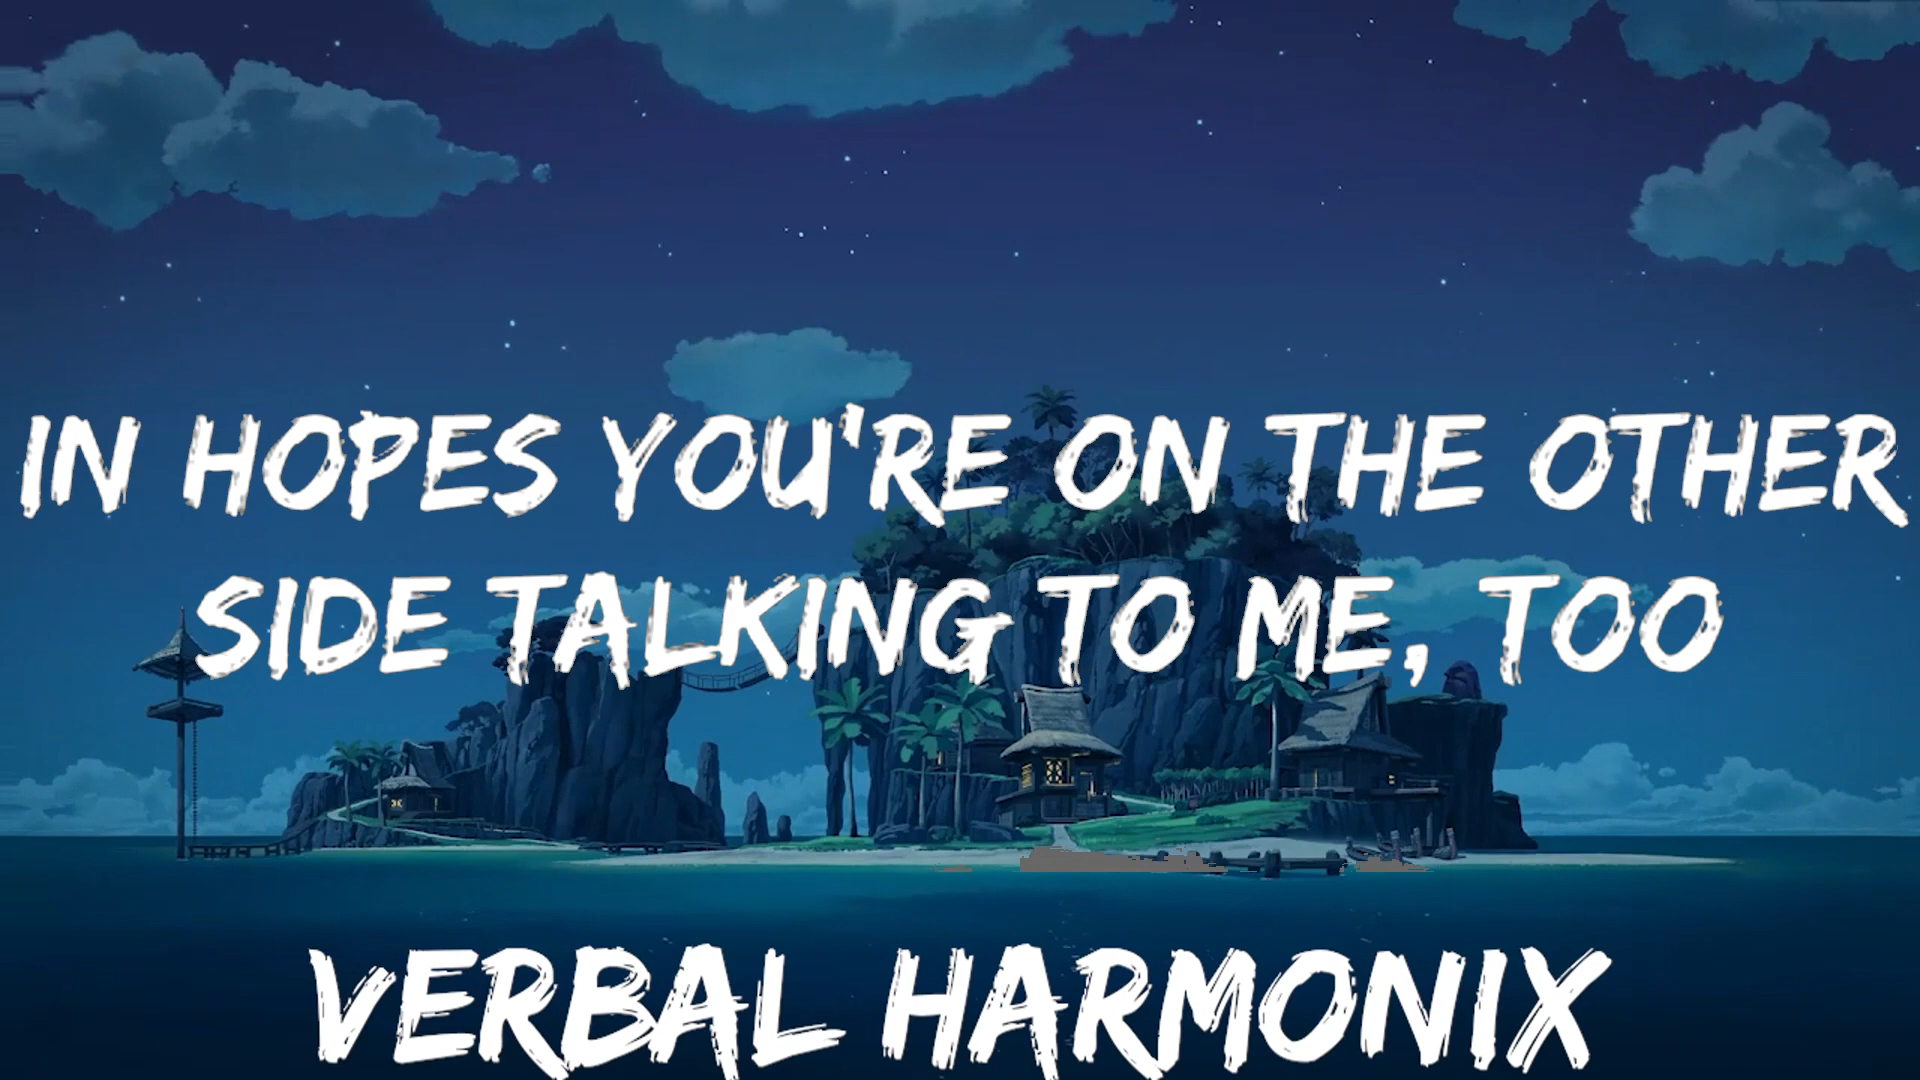 IN HOPES YOU'RE ON THE OTHER
SIDE TALKING TO ME, TOO
VERBAL HARMONIX